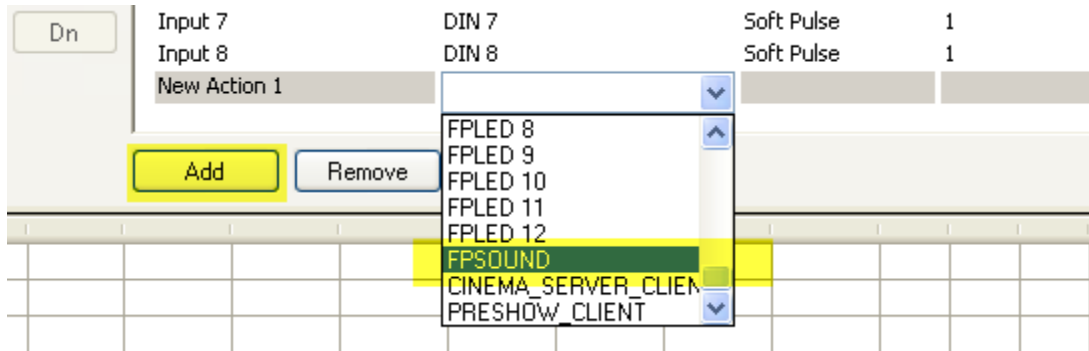 Dn
Input 7 DIN 7 Soft Pulse 1
Input 8 DIN 8 Soft Pulse 1
New Action 1
FPLED 8
FPLED 9
Add Remove FPLED 10
FPLED 11
FPLED 12
FPSOUND
CINEMA_SERVER_CLIEN
PRESHOW_CLIENT